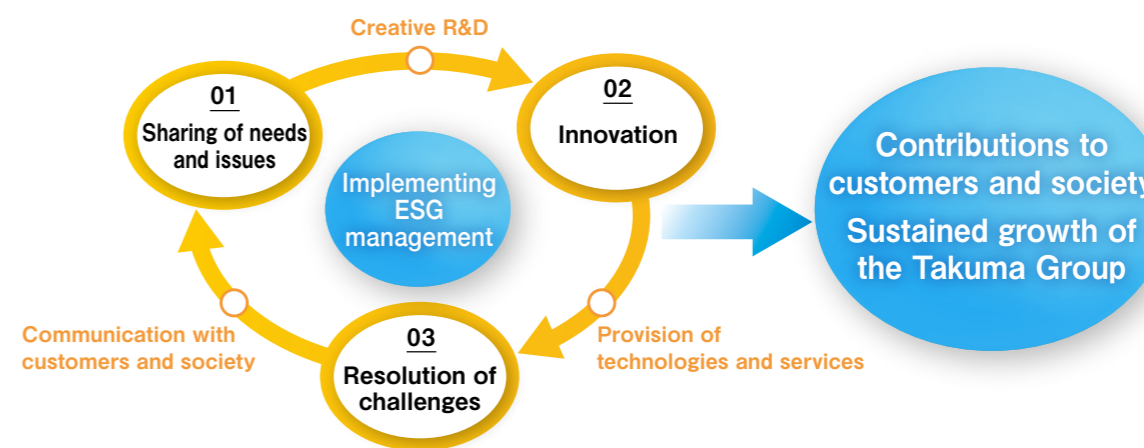 Creative R&D
01
Sharing of needs
and issues
02
Innovation
Implementing
ESG
management
Contributions to
customers and society
Sustained growth of
the Takuma Group
Communication with
customers and society
03
Resolution of
challenges
Provision of
technologies and services